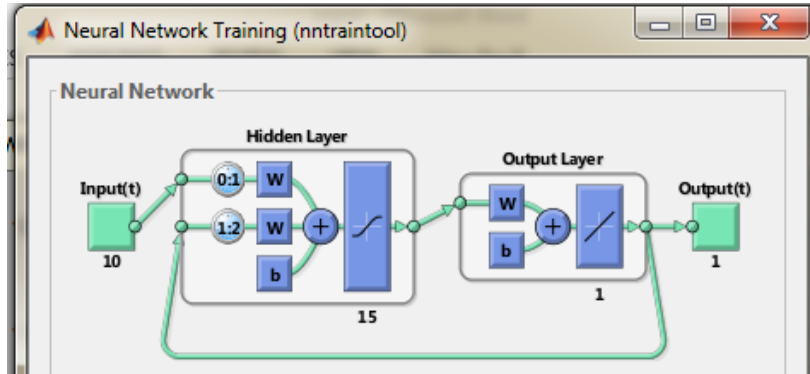 Neural Network Training (nntraintool)
Neural Network
Hidden Layer
Output Layer
Input(t)
Output(t)
0:1
W
1:2
W
+
b
W
+
b
10
15
1
1